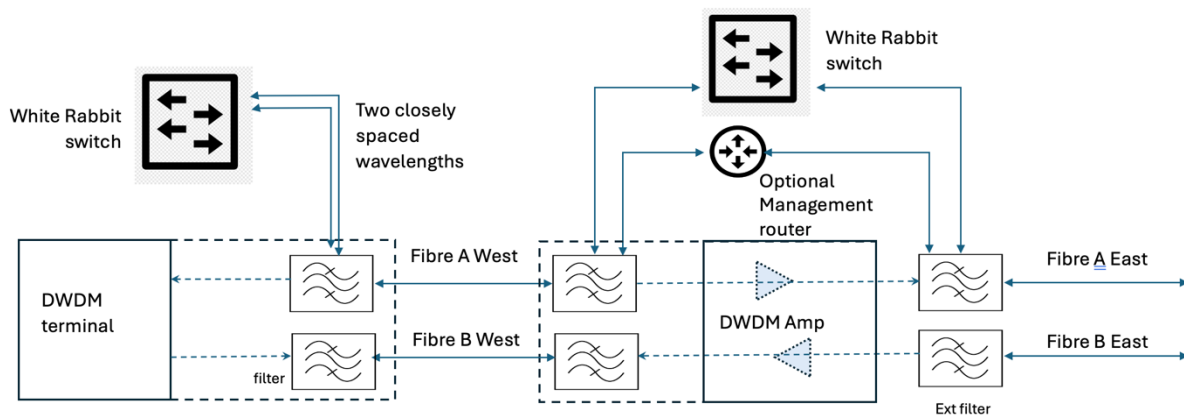 White Rabbit
switch
White Rabbit
switch
Two closely
spaced
wavelengths
Optional
Management
router
DWDM
terminal
filter
Fibre A West
Fibre B West
DWDM Amp
Fibre A East
Fibre B East
Ext filter